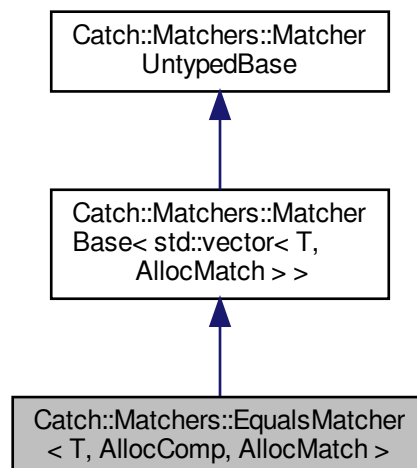 Catch::Matchers::Matcher
UntypedBase
Catch::Matchers::Matcher
Base< std::vector< T,
AllocMatch > >
Catch::Matchers::EqualsMatcher
< T, AllocComp, AllocMatch >